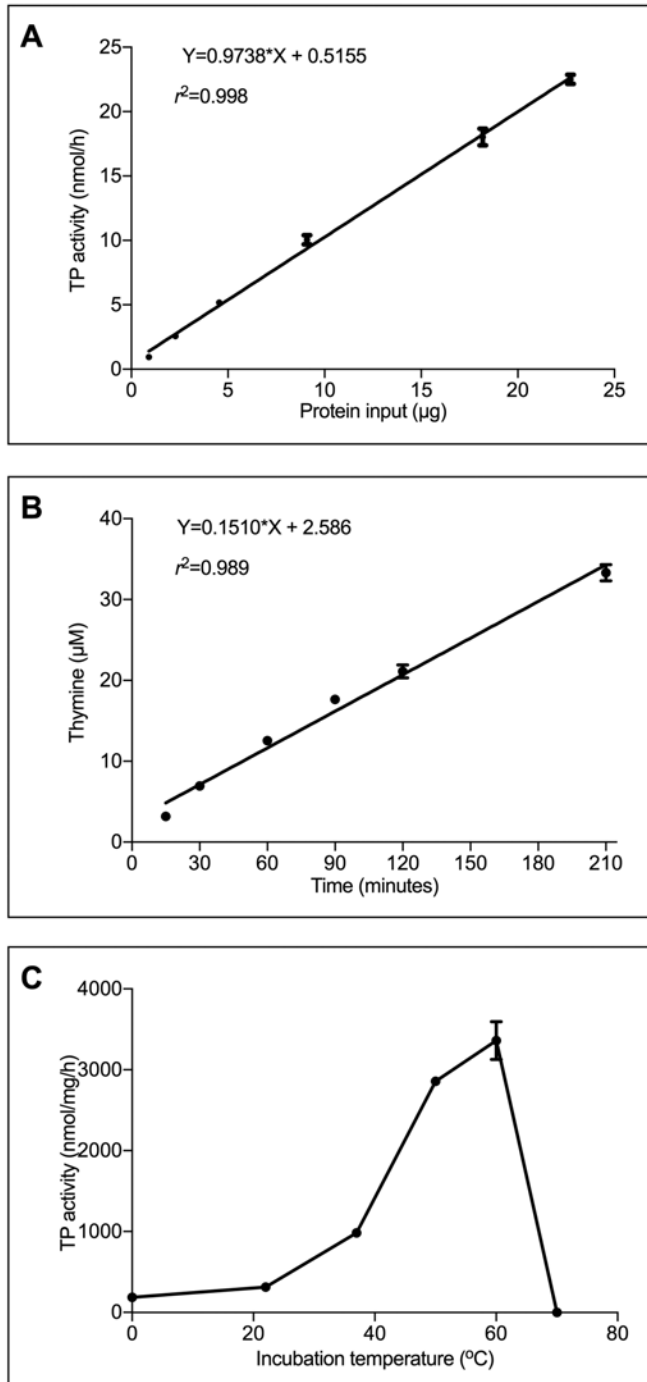 A
Y=0.9738*X + 0.5155
r²=0.998
TP activity (nmol/h)
25
20
15
10
5
0
0 5 10 15 20 25
Protein input (µg)
B
Y=0.1510*X + 2.586
r²=0.989
Thymine (µM)
40
30
20
10
0
0 30 60 90 120 150 180 210
Time (minutes)
C
TP activity (nmol/mg/h)
4000
3000
2000
1000
0
0 20 40 60 80
Incubation temperature (ºC)